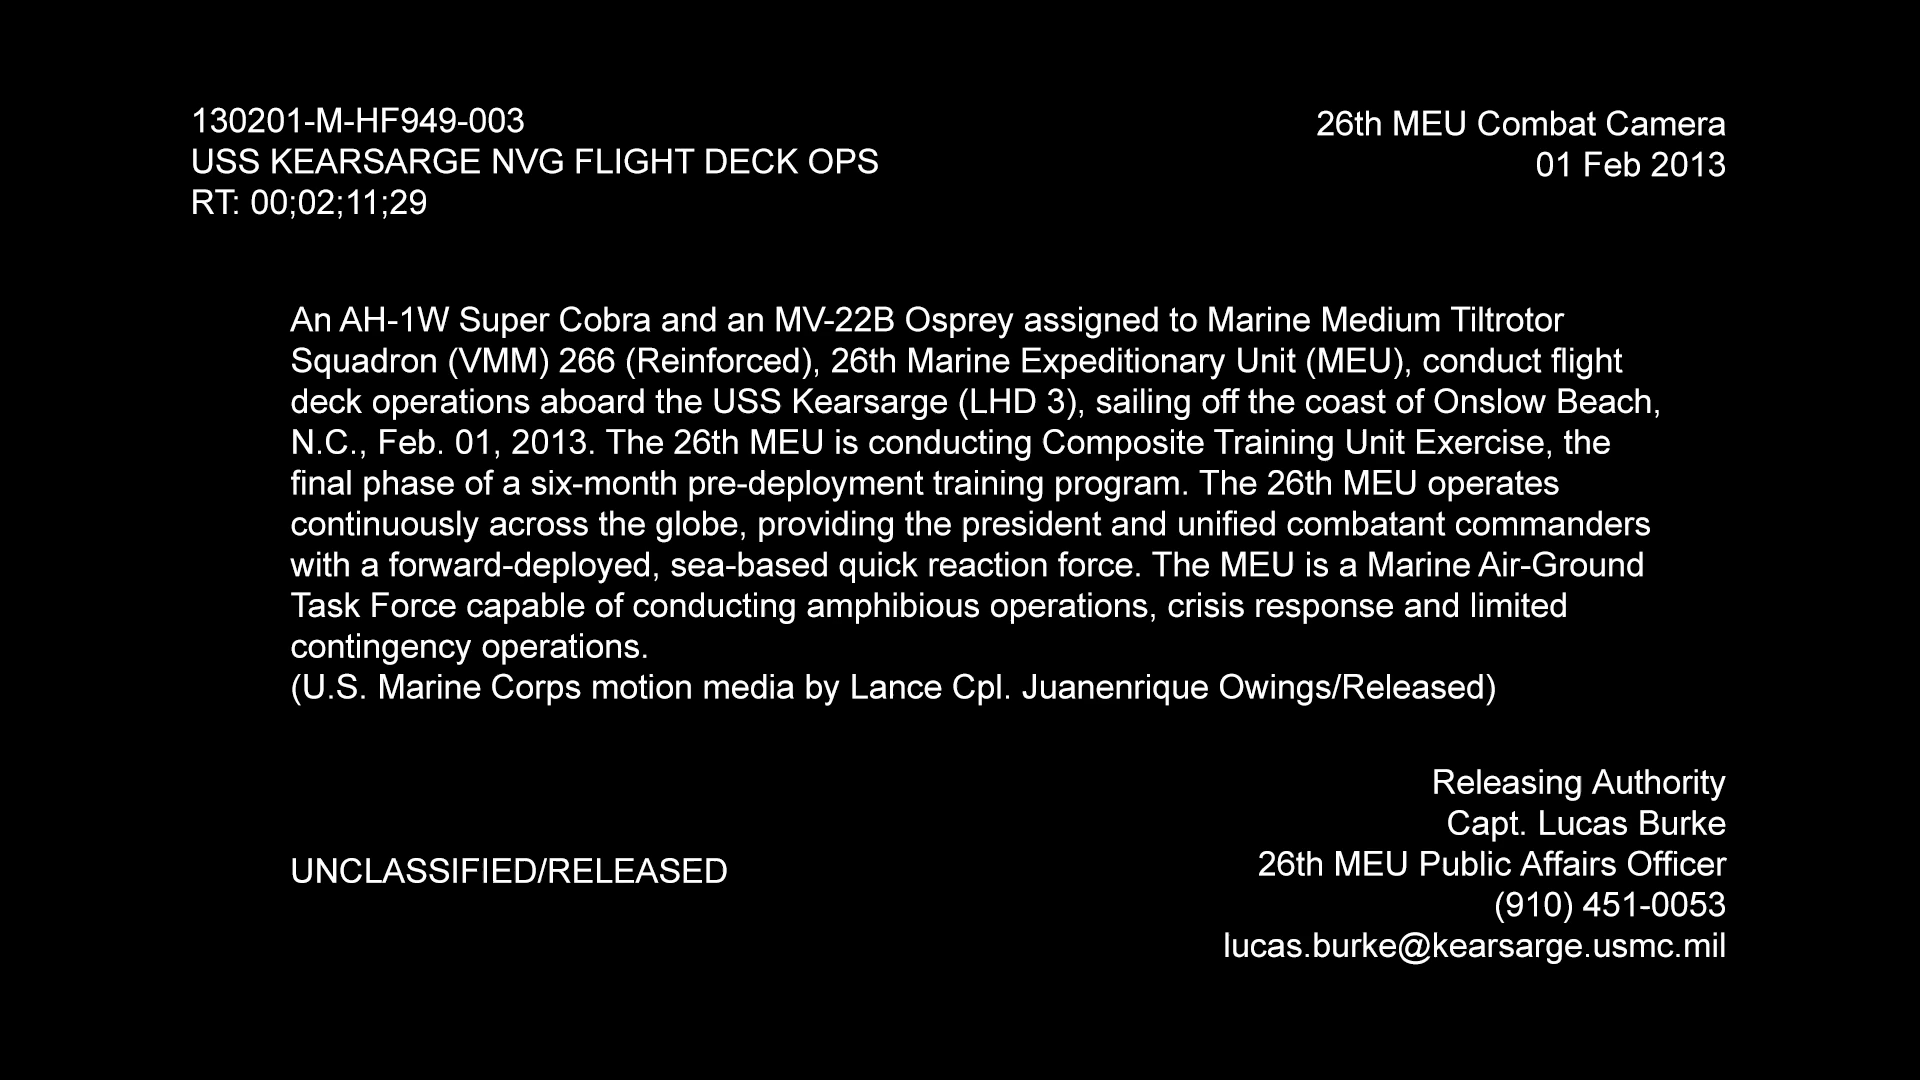 130201-M-HF949-003
USS KEARSARGE NVG FLIGHT DECK OPS
RT: 00;02;11;29
26th MEU Combat Camera
01 Feb 2013
An AH-1W Super Cobra and an MV-22B Osprey assigned to Marine Medium Tiltrotor
Squadron (VMM) 266 (Reinforced), 26th Marine Expeditionary Unit (MEU), conduct flight
deck operations aboard the USS Kearsarge (LHD 3), sailing off the coast of Onslow Beach,
N.C., Feb. 01, 2013. The 26th MEU is conducting Composite Training Unit Exercise, the
final phase of a six-month pre-deployment training program. The 26th MEU operates
continuously across the globe, providing the president and unified combatant commanders
with a forward-deployed, sea-based quick reaction force. The MEU is a Marine Air-Ground
Task Force capable of conducting amphibious operations, crisis response and limited
contingency operations.
(U.S. Marine Corps motion media by Lance Cpl. Juanenrique Owings/Released)
UNCLASSIFIED/RELEASED
Releasing Authority
Capt. Lucas Burke
26th MEU Public Affairs Officer
(910) 451-0053
lucas.burke@kearsarge.usmc.mil